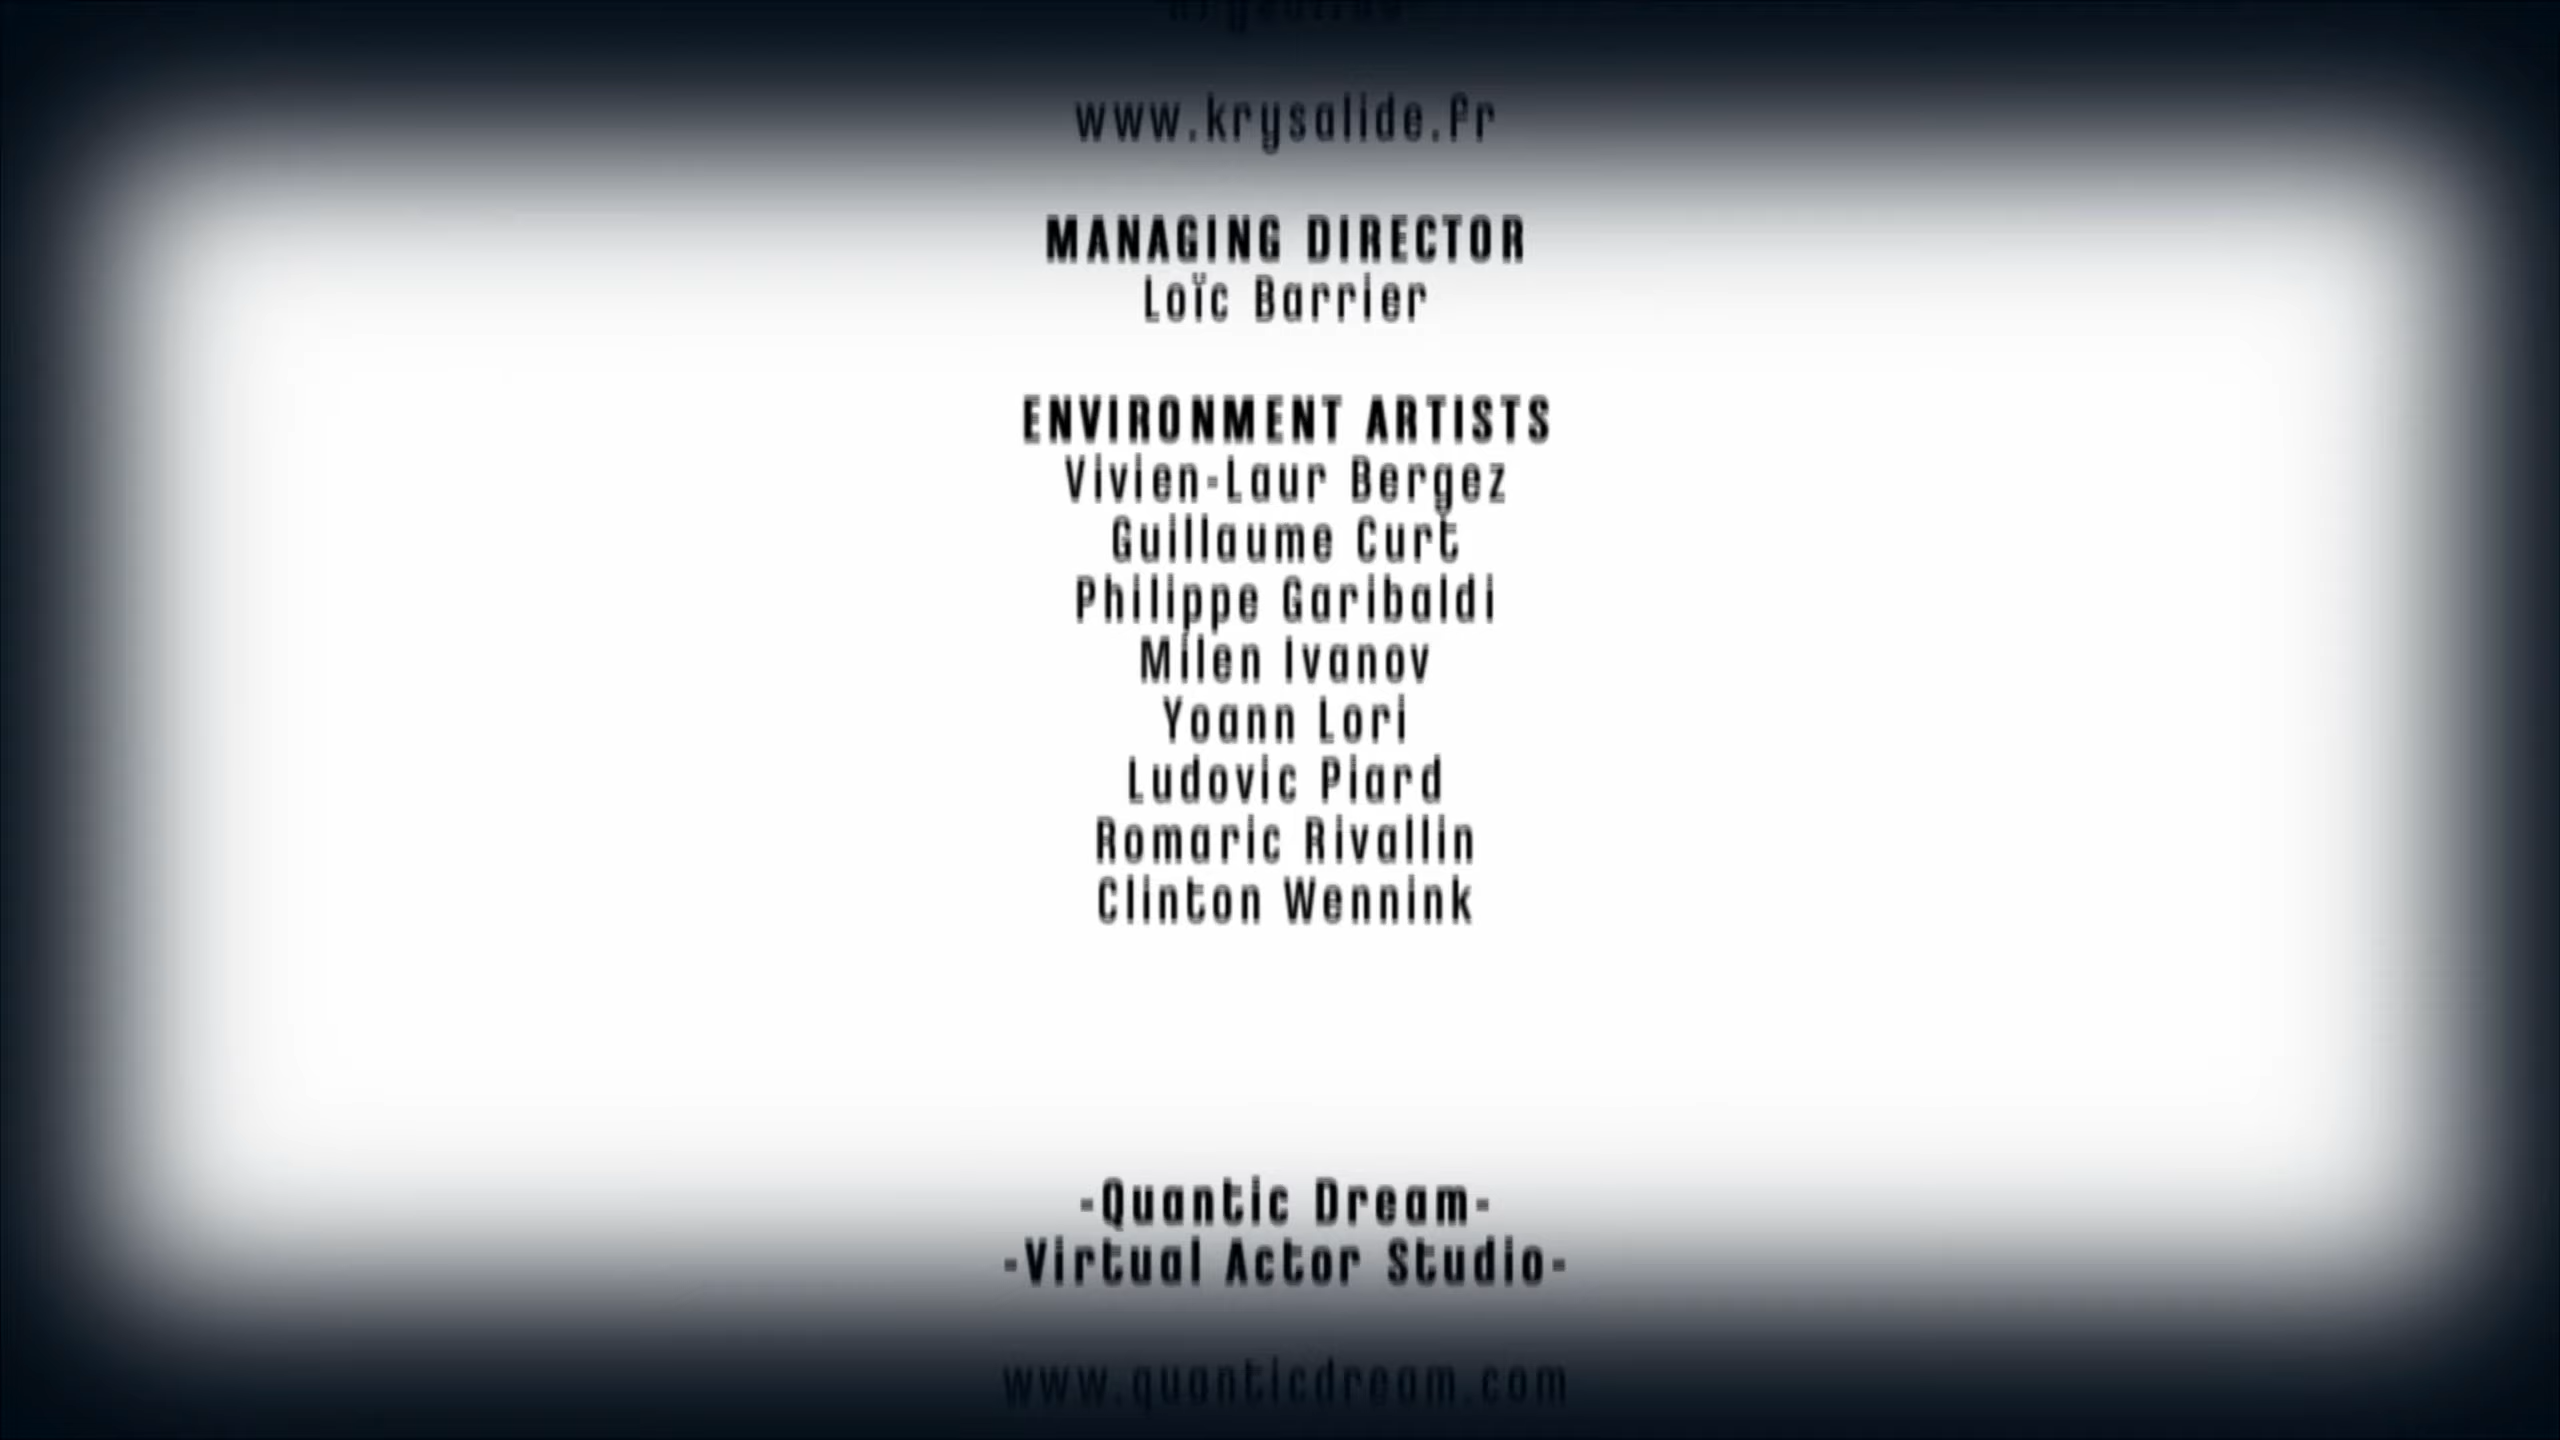 www.krysalide.fr
MANAGING DIRECTOR
Loïc Barrier
ENVIRONMENT ARTISTS
Vivien-Laur Bergez
Guillaume Curt
Philippe Garibaldi
Milen Ivanov
Yoann Lori
Ludovic Piard
Romaric Rivallin
Clinton Wennink
-Quantic Dream-
-Virtual Actor Studio-
www.quanticdream.com